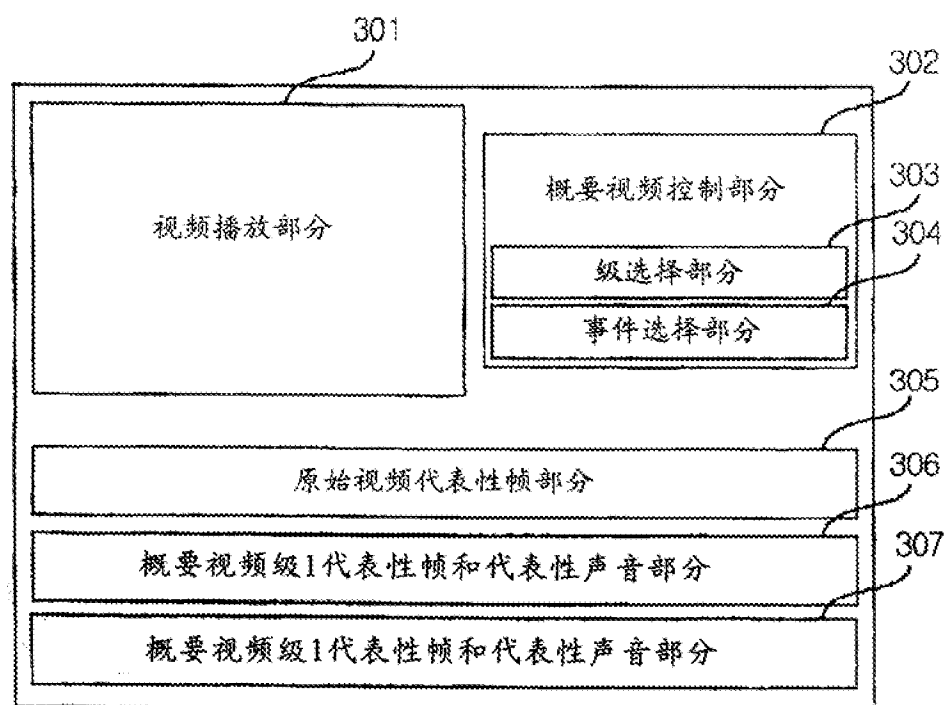 301
302
视频播放部分
概要视频控制部分
303
304
级选择部分
事件选择部分
305
原始视频代表性帧部分
306
概要视频级1代表性帧和代表性声音部分
307
概要视频级1代表性帧和代表性声音部分